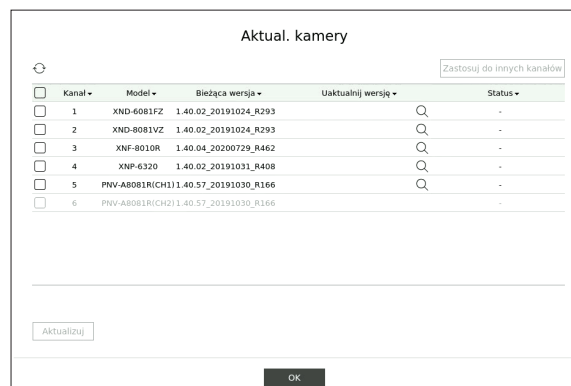 Aktual. kamery
Zastosuj do innych kanałów
Kanał Model Bieżąca wersja Uaktualnij wersję Status
1 XND-6081FZ 1.40.02_20191024_R293 -
2 XND-8081VZ 1.40.02_20191024_R293 -
3 XNF-8010R 1.40.04_20200729_R462 -
4 XNP-6320 1.40.02_20191031_R408 -
5 PNV-A8081R(CH1) 1.40.57_20191030_R166 -
6 PNV-A8081R(CH2) 1.40.57_20191030_R166 -
Aktualizuj
OK